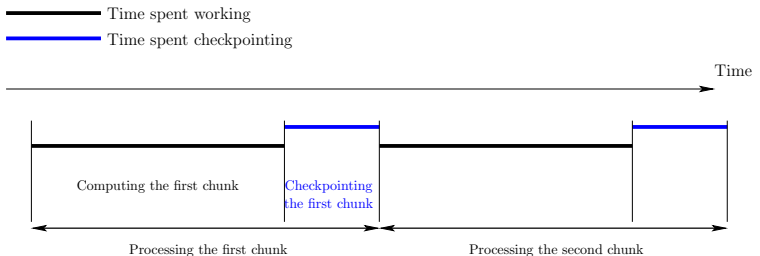 Time spent working
Time spent checkpointing
Time
Computing the first chunk
Checkpointing
the first chunk
Processing the first chunk
Processing the second chunk